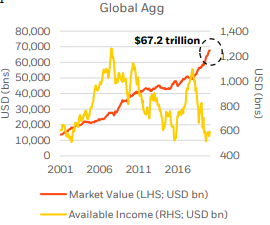 Global Agg
$67.2 trillion
80,000
70,000
60,000
50,000
40,000
30,000
20,000
10,000
0
USD (bns)
1,400
1,200
1,000
800
600
400
USD (bns)
2001 2006 2011 2016
Market Value (LHS; USD bn)
Available Income (RHS; USD bn)